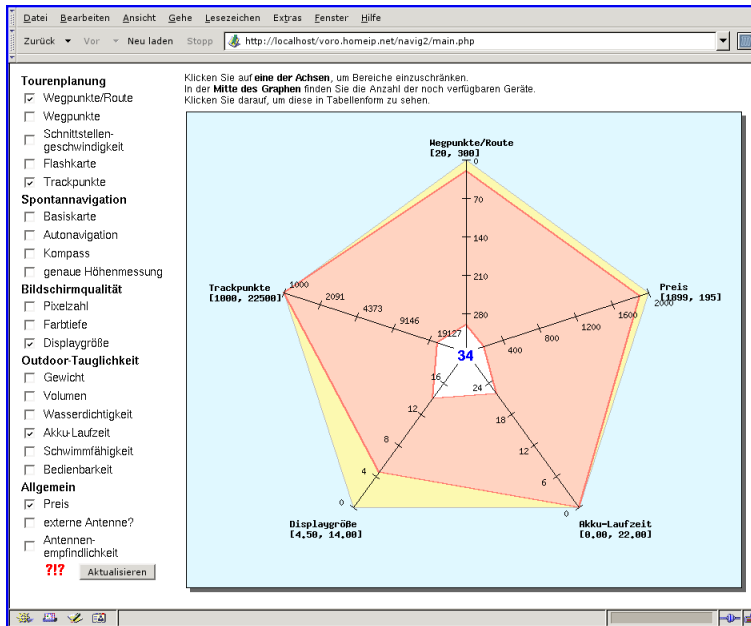 Datei Bearbeiten Ansicht Gehe Lesezeichen Extras Fenster Hilfe
Zurück Vor Neu laden Stopp http://localhost/voro.homeip.net/navig2/main.php
Tourenplanung
Wegpunkte/Route
Wegpunkte
Schnittstellen-
geschwindigkeit
Flashkarte
Trackpunkte
Spontannavigation
Basiskarte
Autonavigation
Kompass
genaue Höhenmessung
Bildschirmqualität
Pixelzahl
Farbtiefe
Displaygröße
Outdoor-Tauglichkeit
Gewicht
Volumen
Wasserdichtigkeit
Akku-Laufzeit
Schwimmfähigkeit
Bedienbarkeit
Allgemein
Preis
externe Antenne?
Antennen-
empfindlichkeit
?!? Aktualisieren
Klicken Sie auf eine der Achsen, um Bereiche einzuschränken.
In der Mitte des Graphen finden Sie die Anzahl der noch verfügbaren Geräte.
Klicken Sie darauf, um diese in Tabellenform zu sehen.
Wegpunkte/Route
[20, 300]
0
70
140
210
280
Preis
[1899, 195]
400
800
1200
1600
2000
Trackpunkte
[1000, 22500]
1000
2091
4373
9146
19127
34
16
12
8
4
0
Displaygröße
[4.50, 14.00]
24
18
12
6
0
Akku-Laufzeit
[0.00, 22.00]